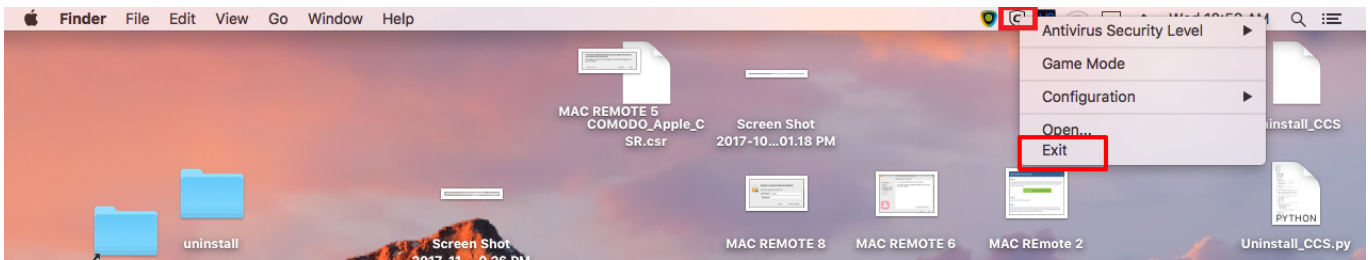 Finder File Edit View Go Window Help
Antivirus Security Level
Game Mode
Configuration
Open...
Exit
MAC REMOTE 5
COMODO_Apple_C
SR.csr
Screen Shot
2017-10...01.18 PM
uninstall
Screen Shot
MAC REMOTE 8
MAC REMOTE 6
MAC REmote 2
PYTHON
Uninstall_CCS.py